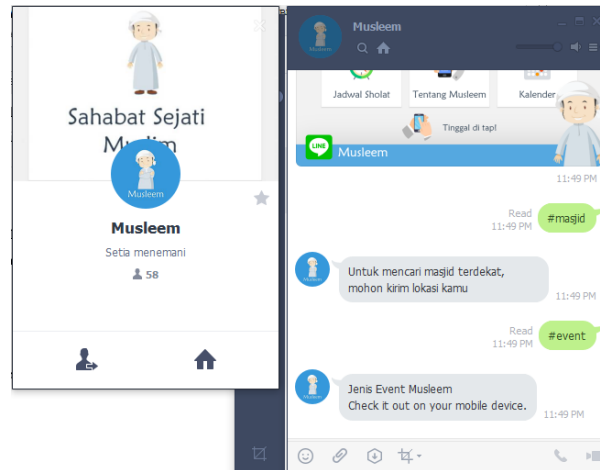 Sahabat Sejati
Muslim
Musleem
Musleem
Setia menemani
58
Musleem
Jadwal Sholat
Tentang Musleem
Kalender
Tinggal di tap!
LINE
Musleem
11:49 PM
Read
11:49 PM
#masjid
Untuk mencari masjid terdekat,
mohon kirim lokasi kamu
11:49 PM
Read
11:49 PM
#event
Jenis Event Musleem
Check it out on your mobile device.
11:49 PM